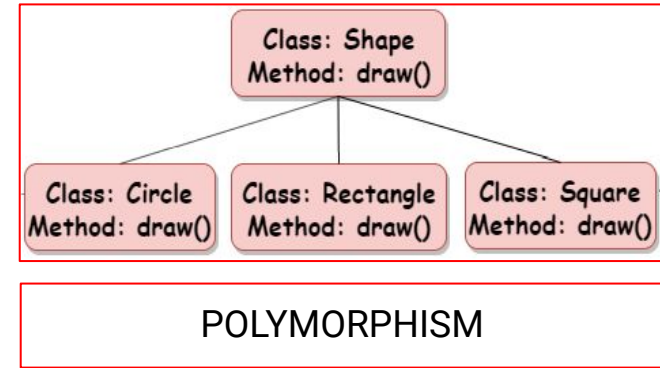 Class: Shape
Method: draw()
Class: Circle
Method: draw()
Class: Rectangle
Method: draw()
Class: Square
Method: draw()
POLYMORPHISM